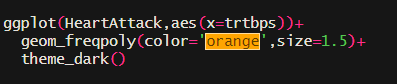 ggplot(HeartAttack,aes(x=trtbps))+
  geom_freqpoly(color='orange',size=1.5)+
  theme_dark()